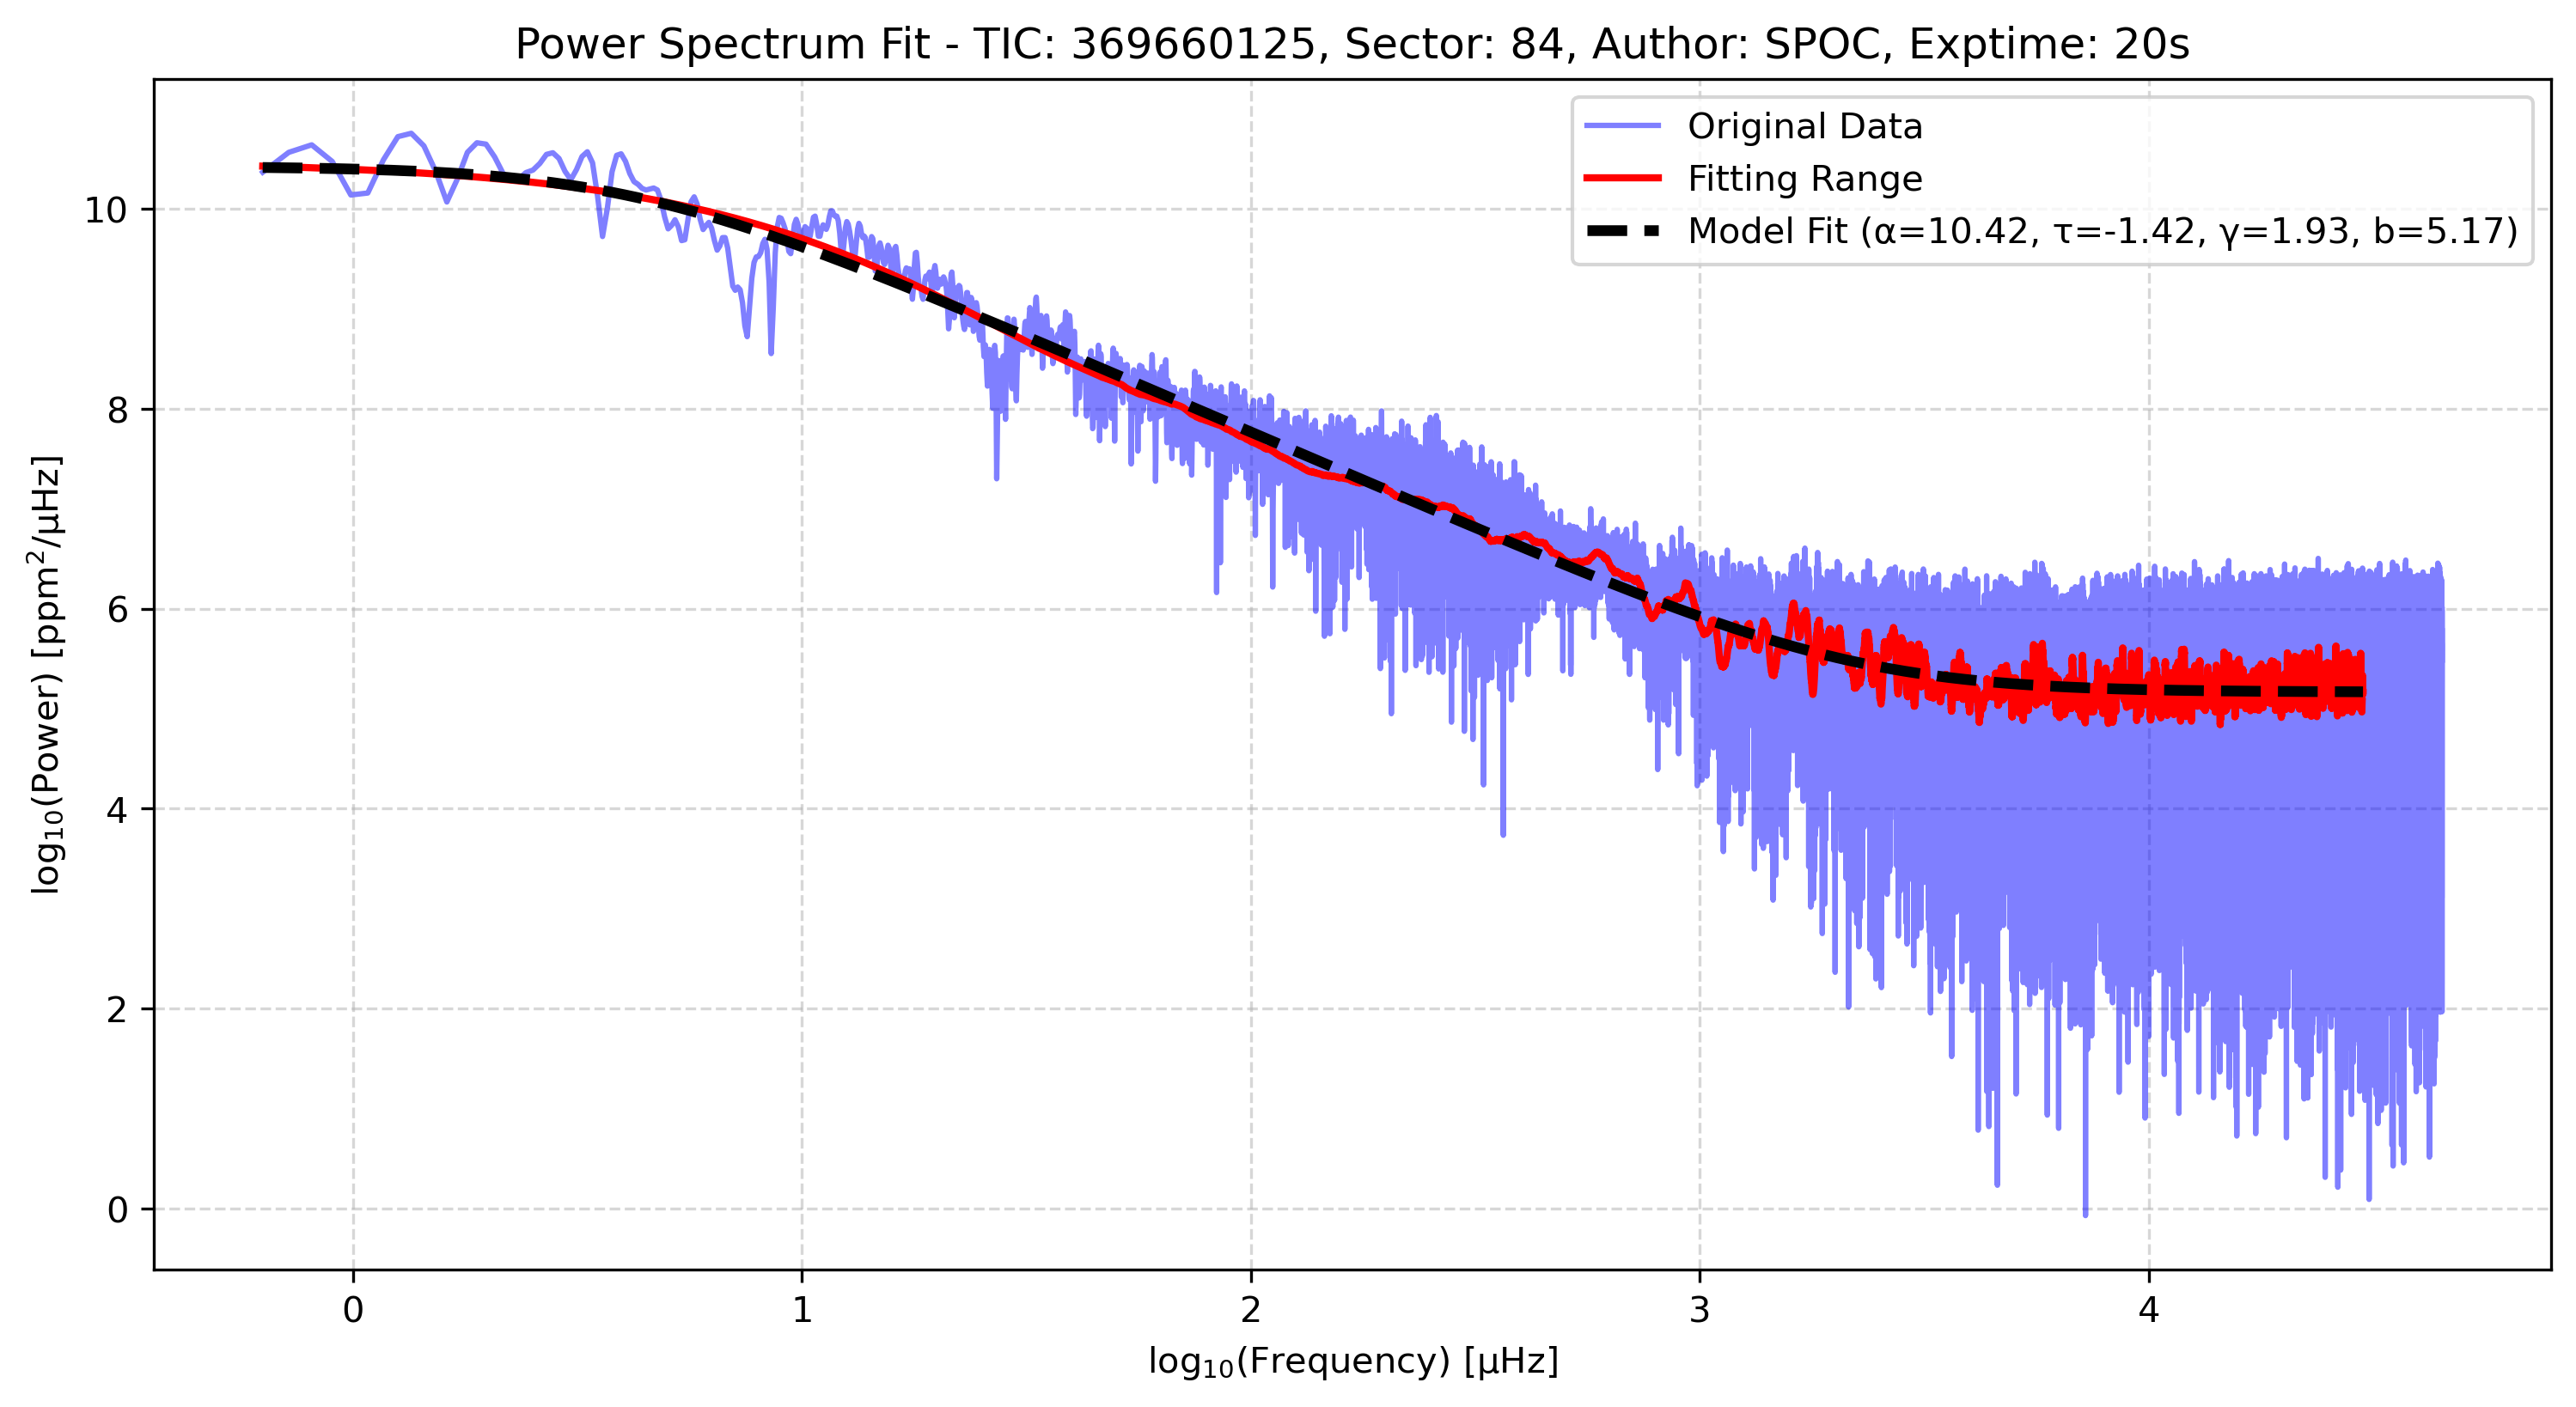 Power Spectrum Fit - TIC: 369660125, Sector: 84, Author: SPOC, Exptime: 20s
Original Data
Fitting Range
Model Fit (α=10.42, τ=-1.42, γ=1.93, b=5.17)
log₁₀(Power) [ppm²/µHz]
10
8
6
4
2
0
0 1 2 3 4
log₁₀(Frequency) [µHz]